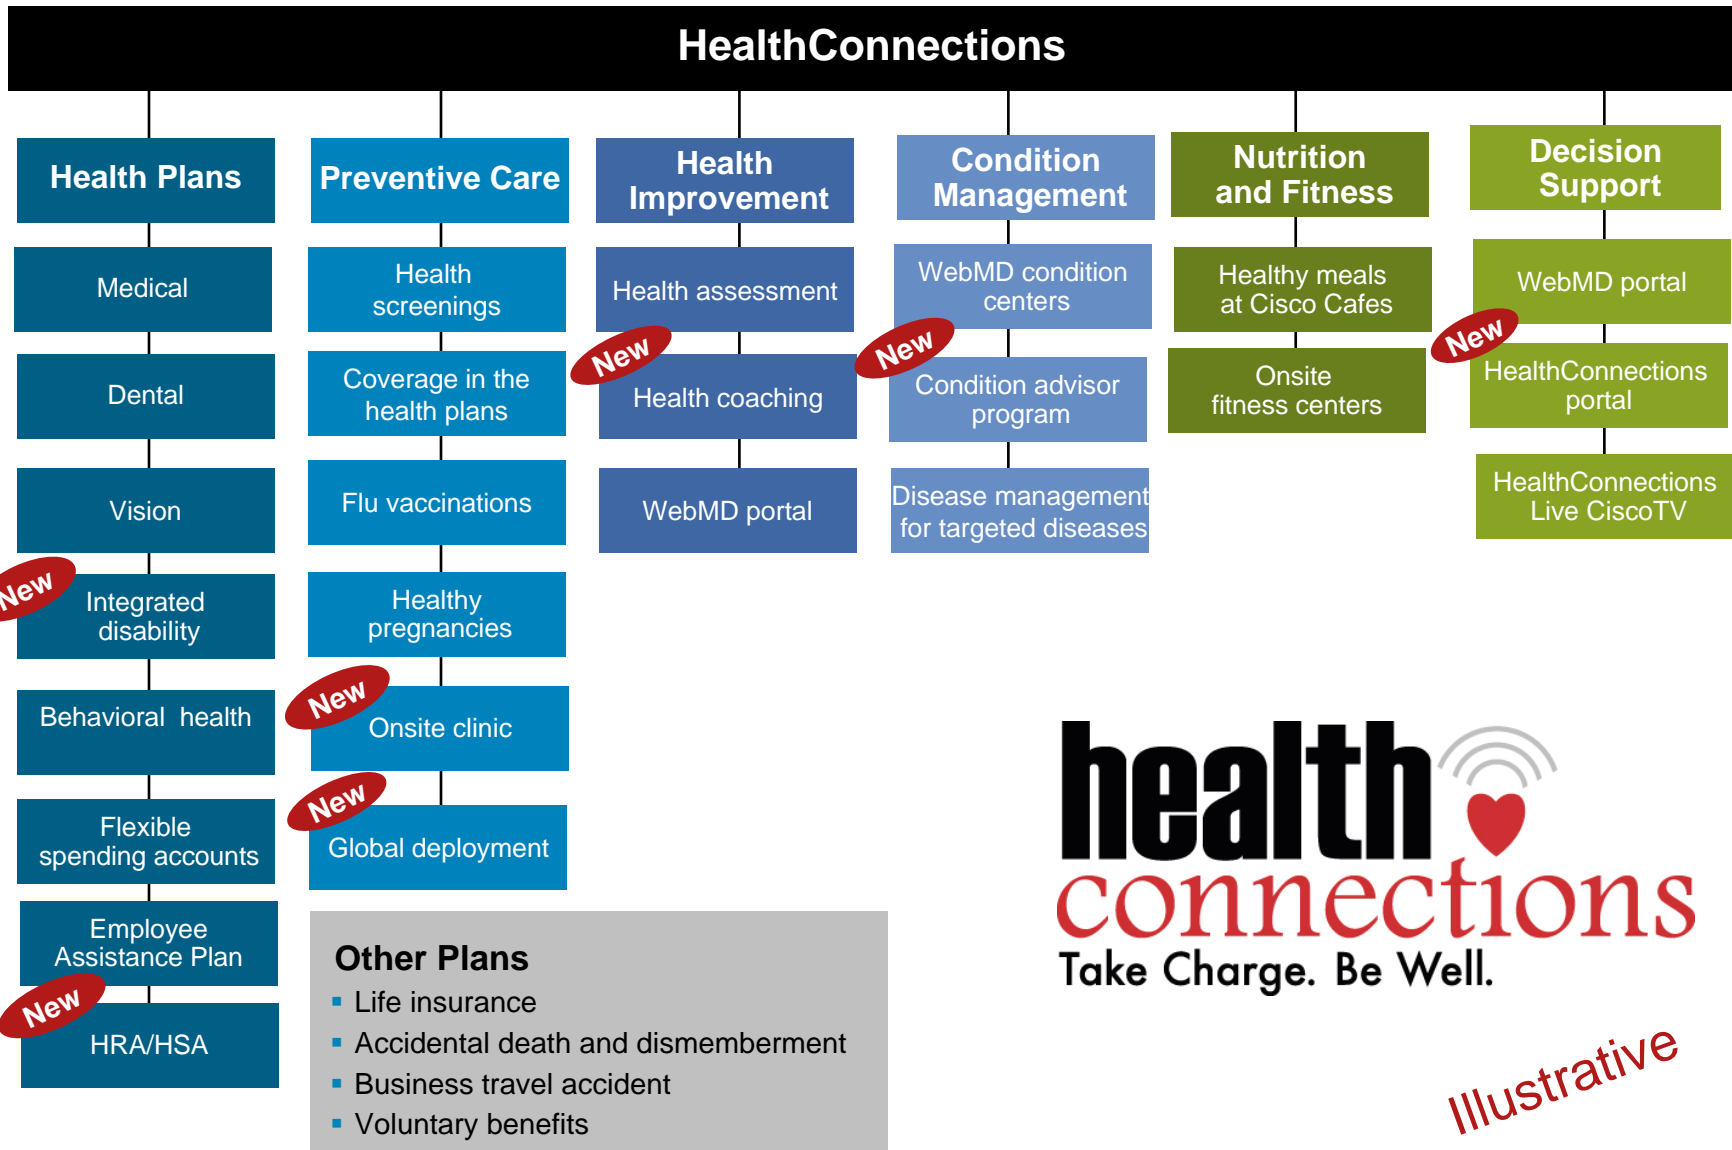 HealthConnections
Health Plans
Medical
Dental
Vision
New
Integrated
disability
Behavioral health
Flexible
spending accounts
Employee
Assistance Plan
New
HRA/HSA
Preventive Care
Health
screenings
Coverage in the
health plans
Flu vaccinations
Healthy
pregnancies
New
Onsite clinic
New
Global deployment
Health
Improvement
Health assessment
New
Health coaching
WebMD portal
Condition
Management
WebMD condition
centers
New
Condition advisor
program
Disease management
for targeted diseases
Nutrition
and Fitness
Healthy meals
at Cisco Cafes
Onsite
fitness centers
Decision
Support
WebMD portal
New
HealthConnections
portal
HealthConnections
Live CiscoTV
Other Plans
▪ Life insurance
▪ Accidental death and dismemberment
▪ Business travel accident
▪ Voluntary benefits
health
connections
Take Charge. Be Well.
Illustrative